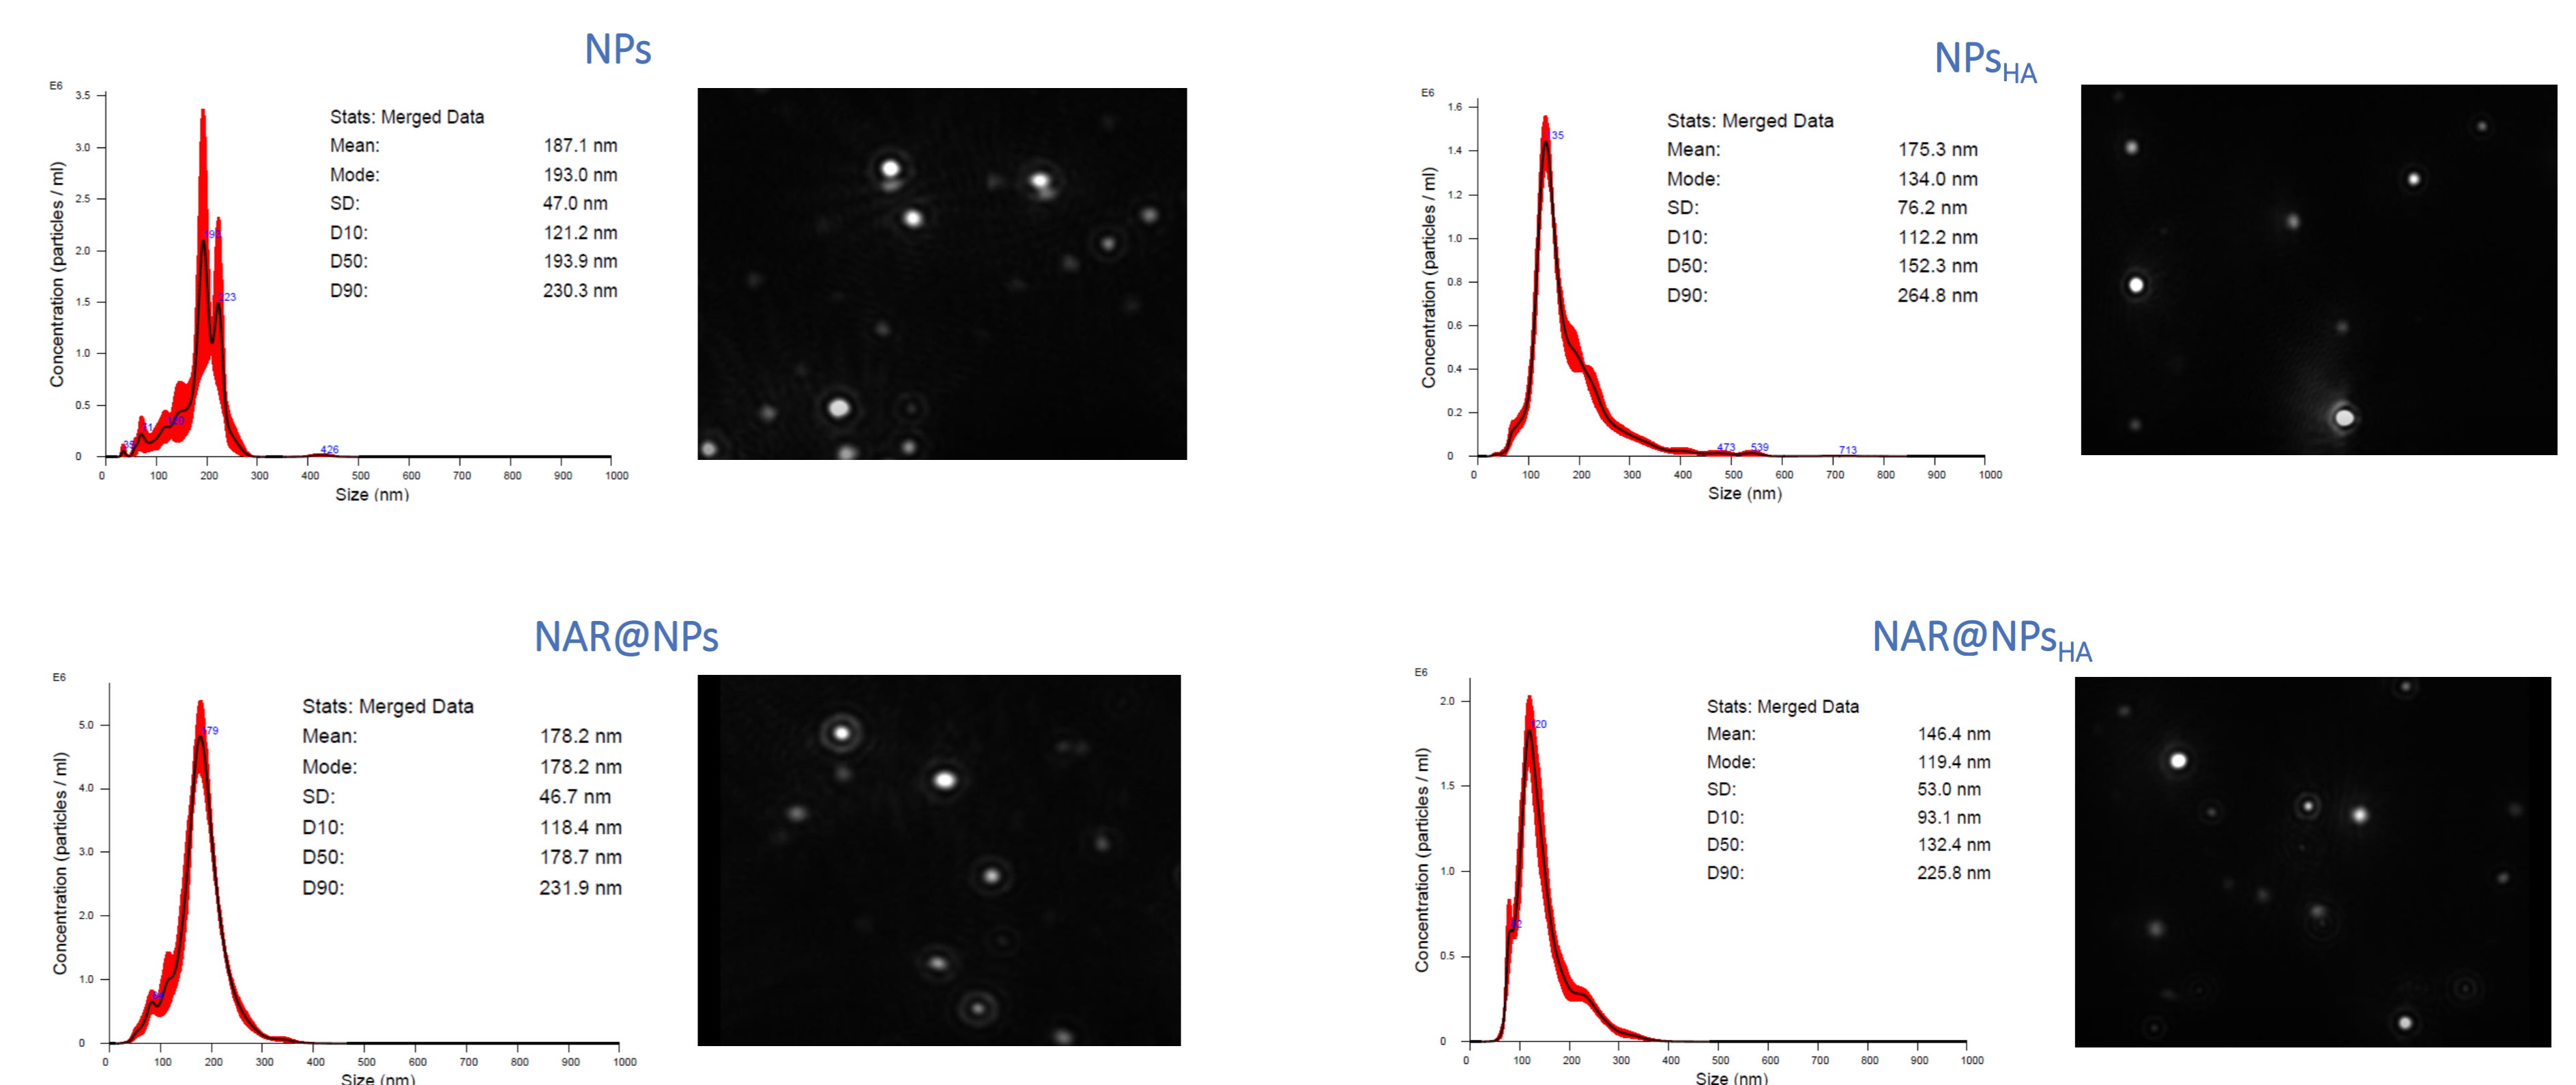 NPs
E6
3.5
3.0
2.5
2.0
1.5
1.0
0.5
0
Concentration (particles / ml)
193
223
35
71
120
426
0 100 200 300 400 500 600 700 800 900 1000
Size (nm)
Stats: Merged Data
Mean: 187.1 nm
Mode: 193.0 nm
SD: 47.0 nm
D10: 121.2 nm
D50: 193.9 nm
D90: 230.3 nm
NPsHA
E6
1.6
1.4
1.2
1.0
0.8
0.6
0.4
0.2
0
Concentration (particles / ml)
135
473 539 713
0 100 200 300 400 500 600 700 800 900 1000
Size (nm)
Stats: Merged Data
Mean: 175.3 nm
Mode: 134.0 nm
SD: 76.2 nm
D10: 112.2 nm
D50: 152.3 nm
D90: 264.8 nm
NAR@NPs
E6
5.0
4.0
3.0
2.0
1.0
0
Concentration (particles / ml)
179
0 100 200 300 400 500 600 700 800 900 1000
Size (nm)
Stats: Merged Data
Mean: 178.2 nm
Mode: 178.2 nm
SD: 46.7 nm
D10: 118.4 nm
D50: 178.7 nm
D90: 231.9 nm
NAR@NPsHA
E6
2.0
1.5
1.0
0.5
0
Concentration (particles / ml)
120
82
0 100 200 300 400 500 600 700 800 900 1000
Size (nm)
Stats: Merged Data
Mean: 146.4 nm
Mode: 119.4 nm
SD: 53.0 nm
D10: 93.1 nm
D50: 132.4 nm
D90: 225.8 nm